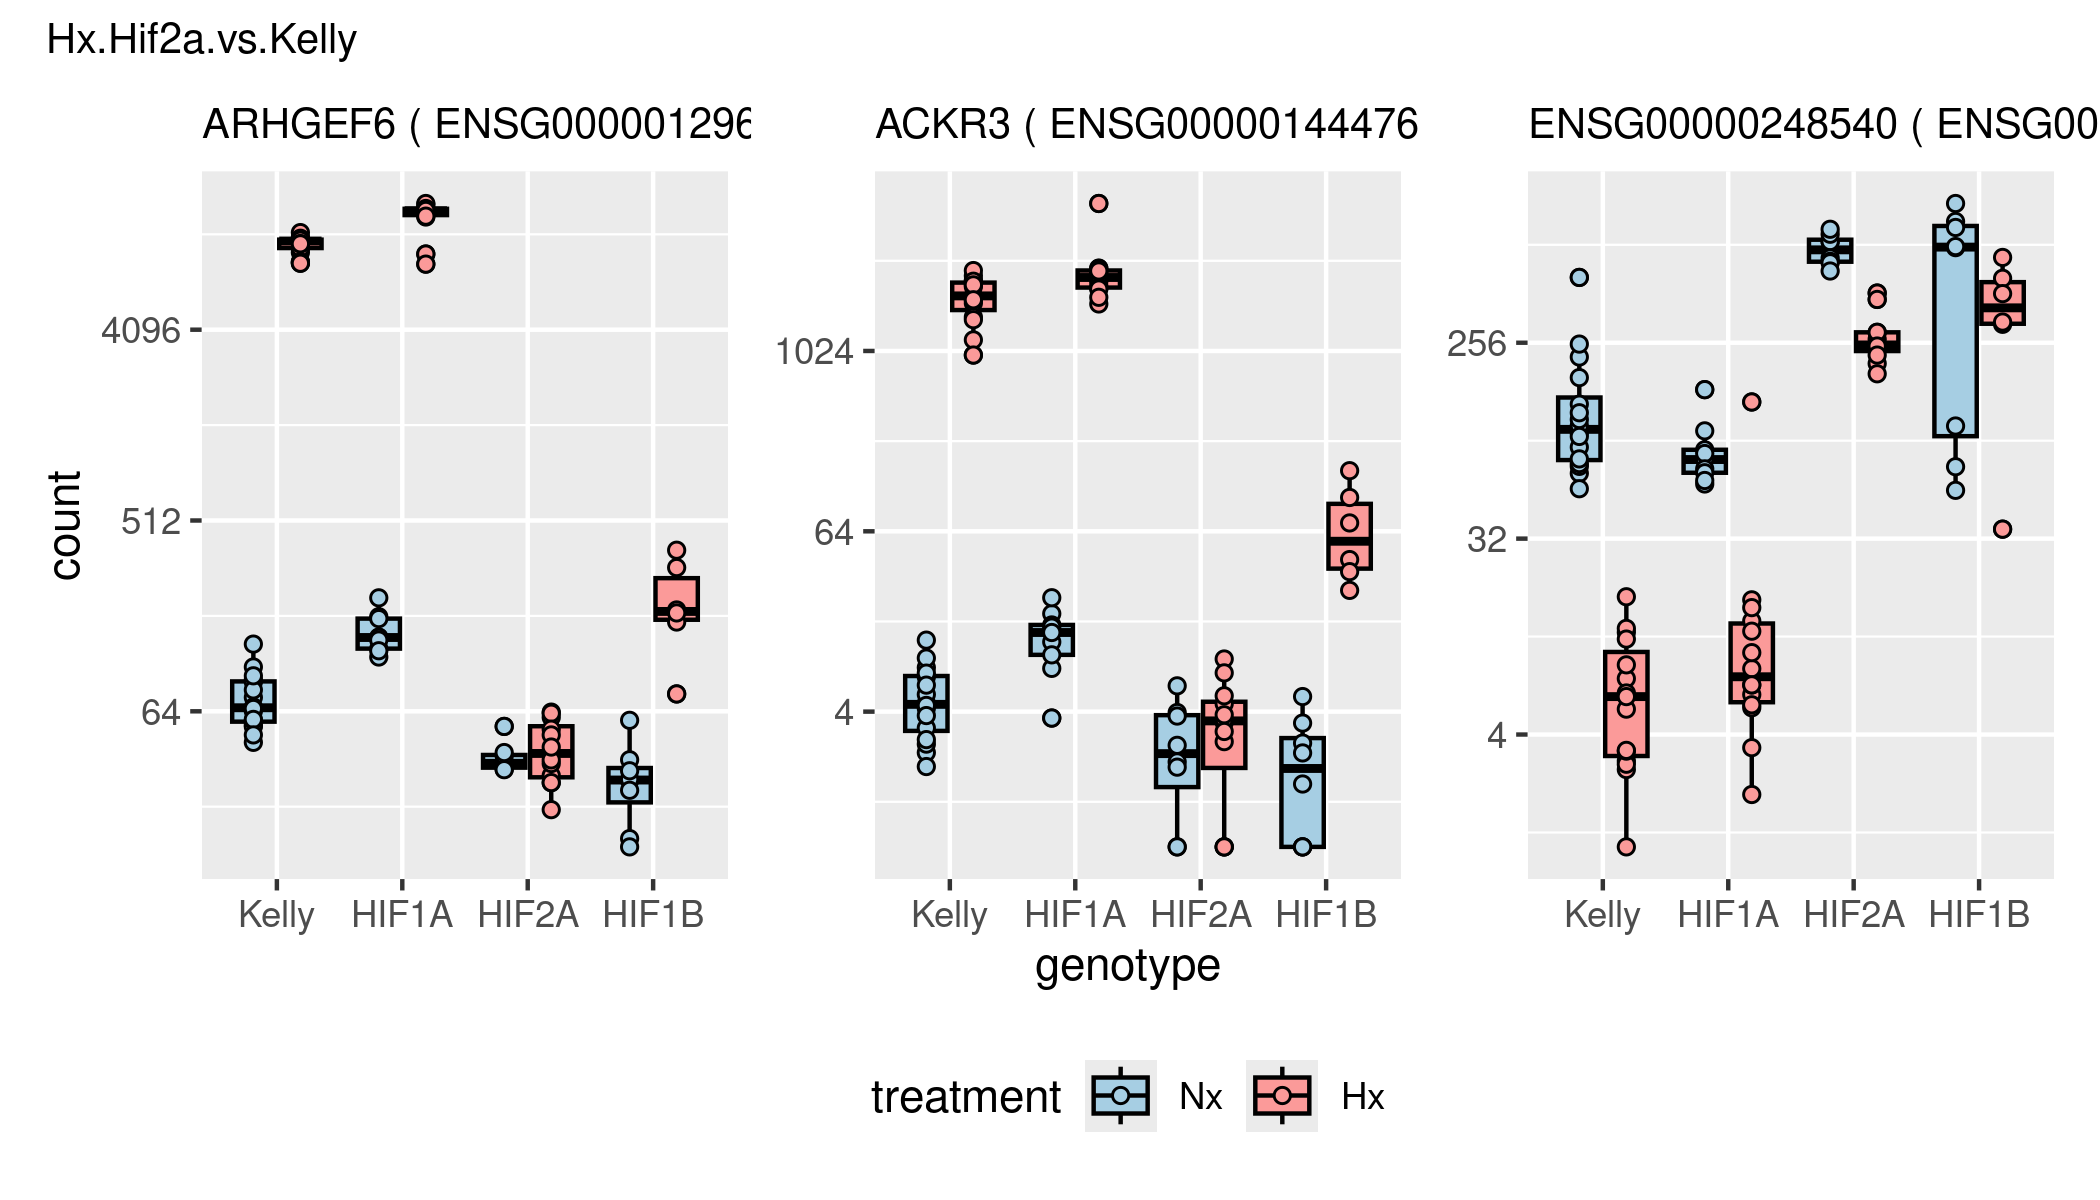 Hx.Hif2a.vs.Kelly
ARHGEF6 ( ENSG000001296
ACKR3 ( ENSG00000144476
ENSG00000248540 ( ENSG00
count
4096
512
64
1024
64
4
256
32
4
Kelly HIF1A HIF2A HIF1B
Kelly HIF1A HIF2A HIF1B
Kelly HIF1A HIF2A HIF1B
genotype
treatment Nx Hx